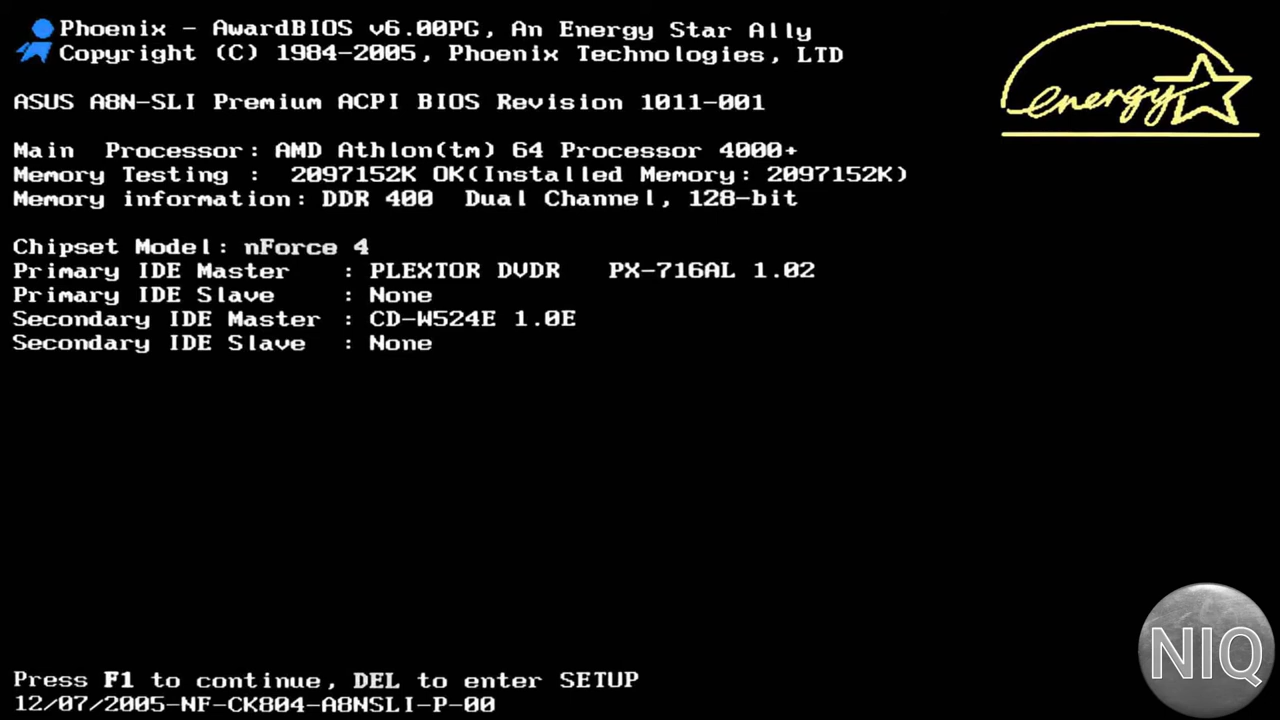 Phoenix - AwardBIOS v6.00PG, An Energy Star Ally
Copyright (C) 1984-2005, Phoenix Technologies, LTD
energy
ASUS A8N-SLI Premium ACPI BIOS Revision 1011-001
Main Processor: AMD Athlon(tm) 64 Processor 4000+
Memory Testing : 2097152K OK(Installed Memory: 2097152K)
Memory information: DDR 400 Dual Channel, 128-bit
Chipset Model: nForce 4
Primary IDE Master : PLEXTOR DVDR PX-716AL 1.02
Primary IDE Slave : None
Secondary IDE Master : CD-W524E 1.0E
Secondary IDE Slave : None
Press F1 to continue, DEL to enter SETUP
12/07/2005-NF-CK804-A8NSLI-P-00
NIQ